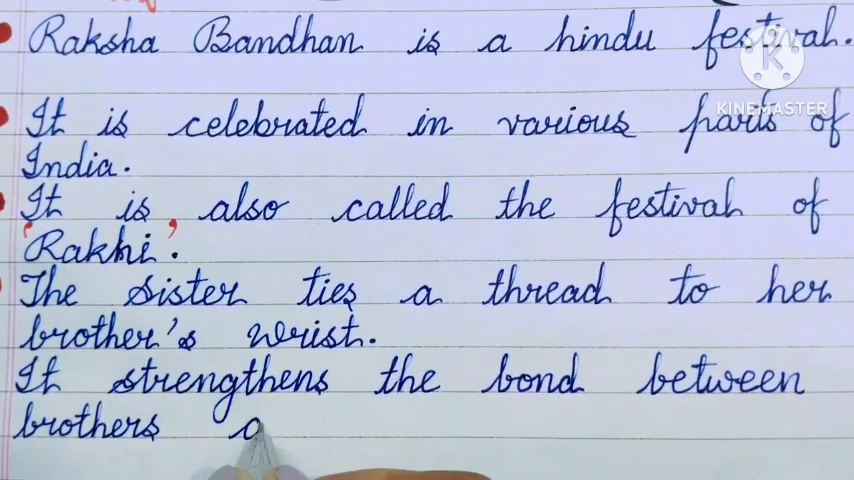 Raksha Bandhan is a hindu festival.
KINEMASTER
It is celebrated in various parts of
India.
It is also called the festival of
'Rakhi'.
The sister ties a thread to her
brother's wrist.
It strengthens the bond between
brothers a